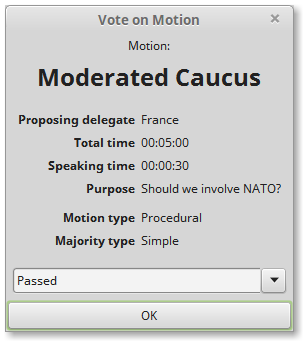 Vote on Motion
Motion:
Moderated Caucus
Proposing delegate France
Total time 00:05:00
Speaking time 00:00:30
Purpose Should we involve NATO?
Motion type Procedural
Majority type Simple
Passed
OK